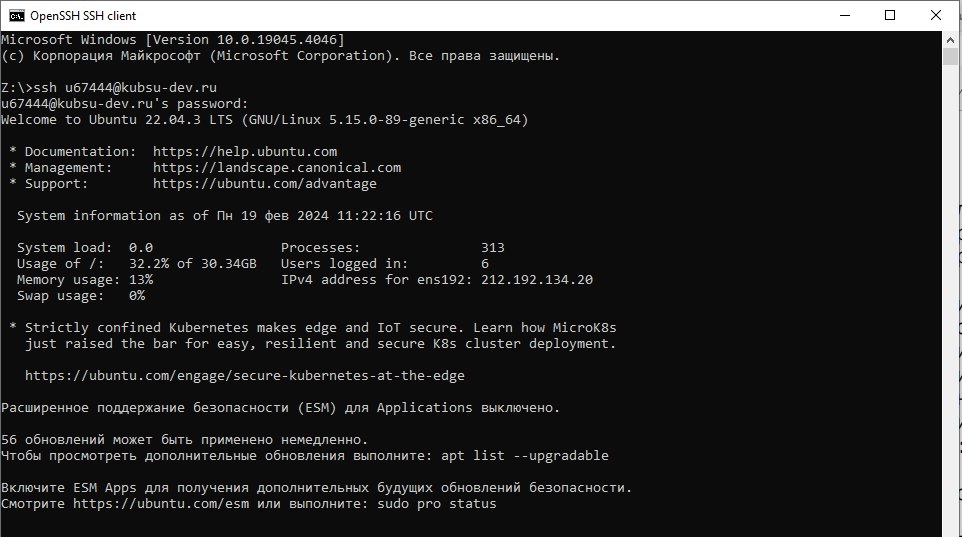 OpenSSH SSH client
Microsoft Windows [Version 10.0.19045.4046]
(c) Корпорация Майкрософт (Microsoft Corporation). Все права защищены.
Z:\>ssh u67444@kubsu-dev.ru
u67444@kubsu-dev.ru's password:
Welcome to Ubuntu 22.04.3 LTS (GNU/Linux 5.15.0-89-generic x86_64)
* Documentation:  https://help.ubuntu.com
* Management:     https://landscape.canonical.com
* Support:        https://ubuntu.com/advantage
System information as of Пн 19 фев 2024 11:22:16 UTC
System load:  0.0                Processes:               313
Usage of /:   32.2% of 30.34GB   Users logged in:         6
Memory usage: 13%                IPv4 address for ens192: 212.192.134.20
Swap usage:   0%
* Strictly confined Kubernetes makes edge and IoT secure. Learn how MicroK8s
just raised the bar for easy, resilient and secure K8s cluster deployment.
https://ubuntu.com/engage/secure-kubernetes-at-the-edge
Расширенное поддержание безопасности (ESM) для Applications выключено.
56 обновлений может быть применено немедленно.
Чтобы просмотреть дополнительные обновления выполните: apt list --upgradable
Включите ESM Apps для получения дополнительных будущих обновлений безопасности.
Смотрите https://ubuntu.com/esm или выполните: sudo pro status